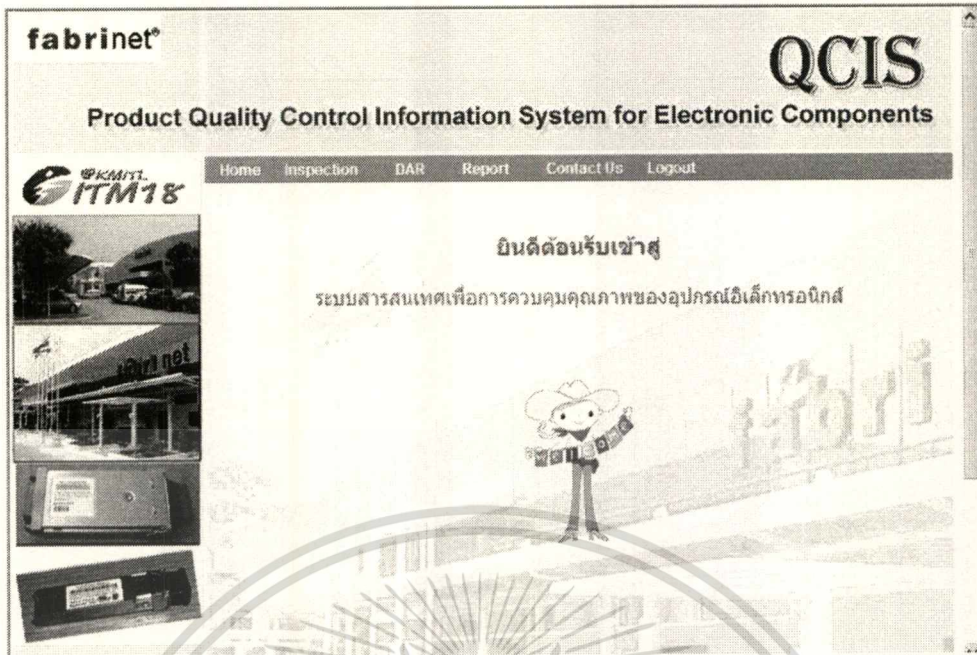 fabrinet®
QCIS
Product Quality Control Information System for Electronic Components
KMITL
ITM18
Home Inspection DAR Report Contact Us Logout
ยินดีต้อนรับเข้าสู่
ระบบสารสนเทศเพื่อการควบคุมคุณภาพของอุปกรณ์อิเล็กทรอนิกส์
fabrinet
Welcome
fabri